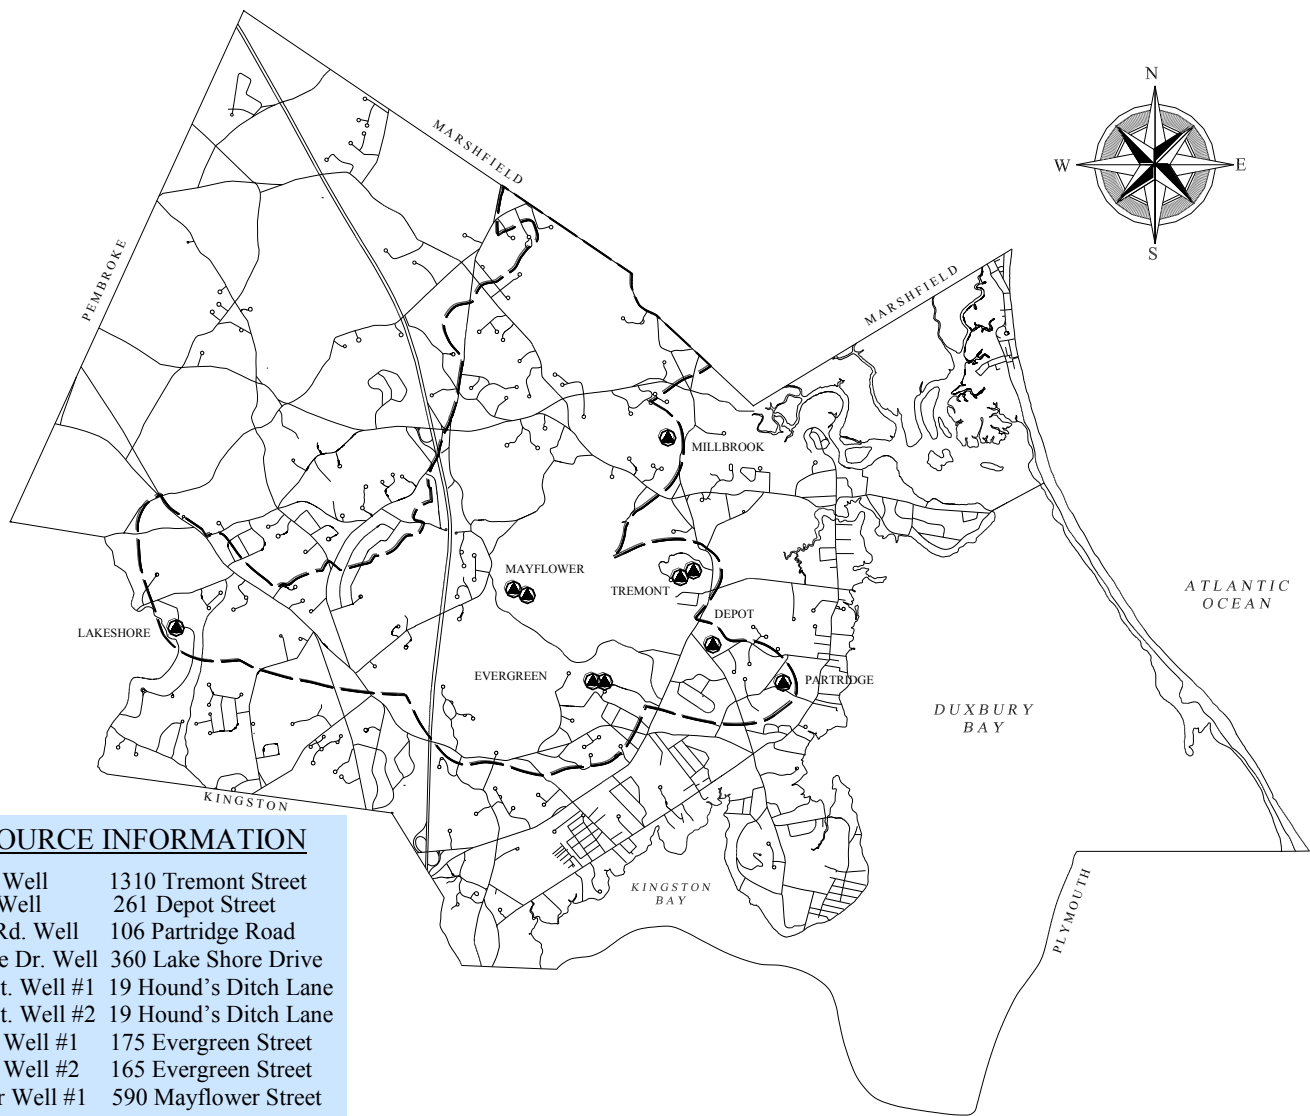 N
W
E
S
MARSHFIELD
PEMBROKE
MARSHFIELD
MILLBROOK
MAYFLOWER
TREMONT
ATLANTIC
OCEAN
DEPOT
LAKESHORE
EVERGREEN
PARTRIDGE
DUXBURY
BAY
KINGSTON
KINGSTON
BAY
PLYMOUTH
OURCE INFORMATION
Well 1310 Tremont Street
Well 261 Depot Street
Rd. Well 106 Partridge Road
e Dr. Well 360 Lake Shore Drive
t. Well #1 19 Hound's Ditch Lane
t. Well #2 19 Hound's Ditch Lane
Well #1 175 Evergreen Street
Well #2 165 Evergreen Street
r Well #1 590 Mayflower Street